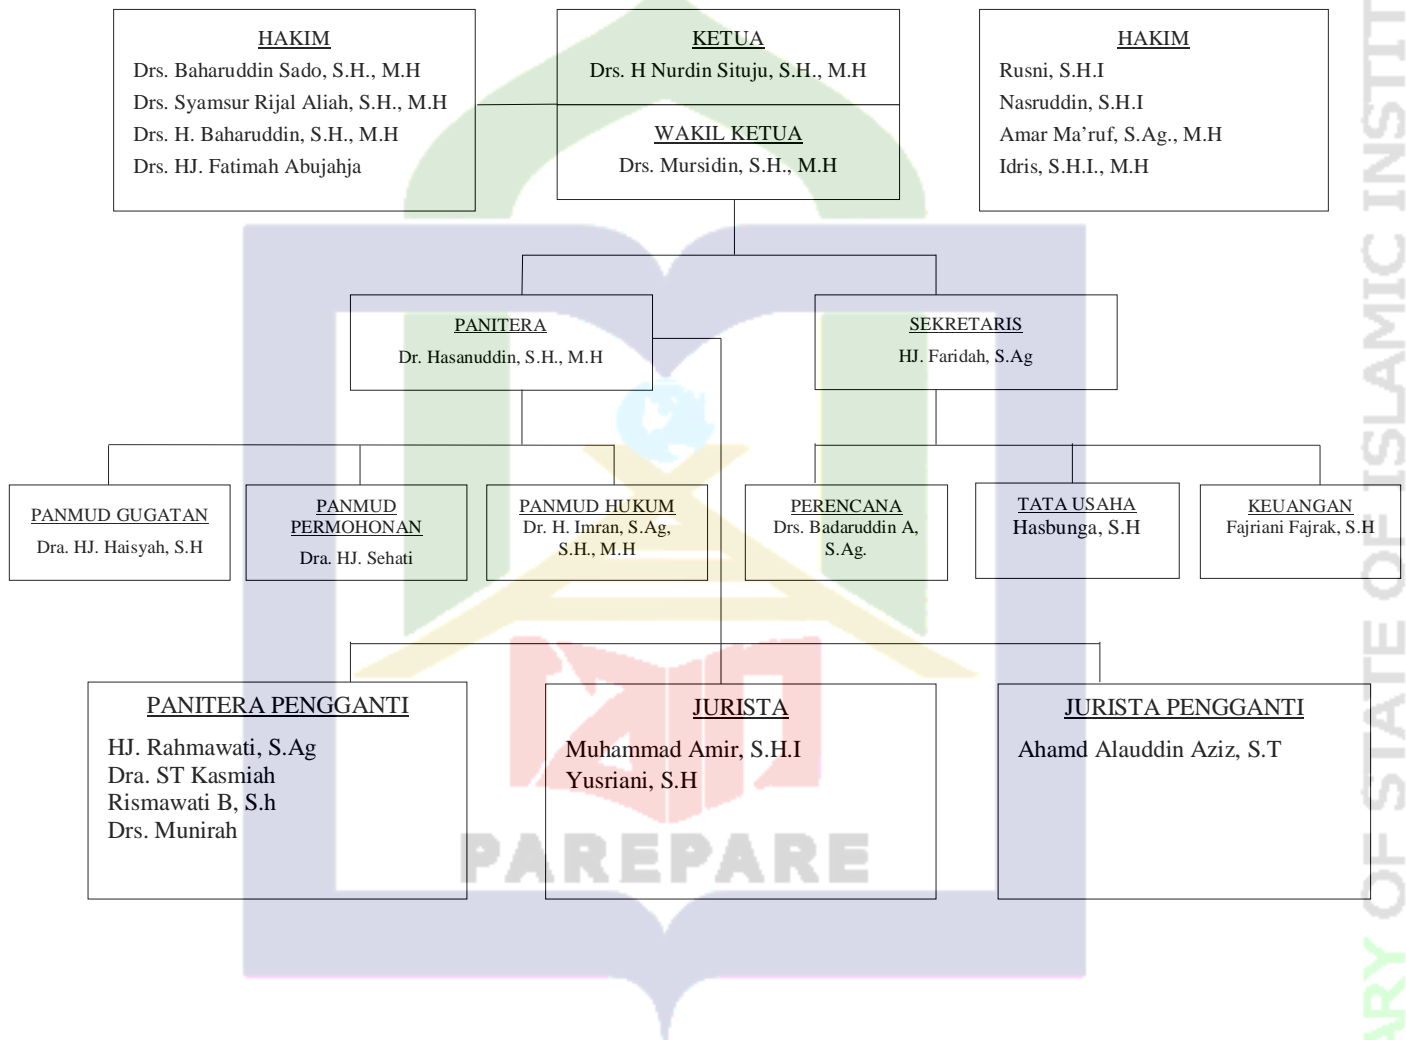 HAKIM
Drs. Baharuddin Sado, S.H., M.H
Drs. Syamsur Rijal Aliah, S.H., M.H
Drs. H. Baharuddin, S.H., M.H
Drs. HJ. Fatimah Abujahja
KETUA
Drs. H Nurdin Situju, S.H., M.H
WAKIL KETUA
Drs. Mursidin, S.H., M.H
HAKIM
Rusni, S.H.I
Nasruddin, S.H.I
Amar Ma'ruf, S.Ag., M.H
Idris, S.H.I., M.H
PANITERA
Dr. Hasanuddin, S.H., M.H
SEKRETARIS
HJ. Faridah, S.Ag
PANMUD GUGATAN
Dra. HJ. Haisyah, S.H
PANMUD
PERMOHONAN
Dra. HJ. Sehati
PANMUD HUKUM
Dr. H. Imran, S.Ag,
S.H., M.H
PERENCANA
Drs. Badaruddin A,
S.Ag.
TATA USAHA
Hasbunga, S.H
KEUANGAN
Fajriani Fajrak, S.H
PANITERA PENGGANTI
HJ. Rahmawati, S.Ag
Dra. ST Kasmiah
Rismawati B, S.h
Drs. Munirah
JURISTA
Muhammad Amir, S.H.I
Yusriani, S.H
JURISTA PENGGANTI
Ahamd Alauddin Aziz, S.T
PAREPARE
OF STATE OF ISLAMIC